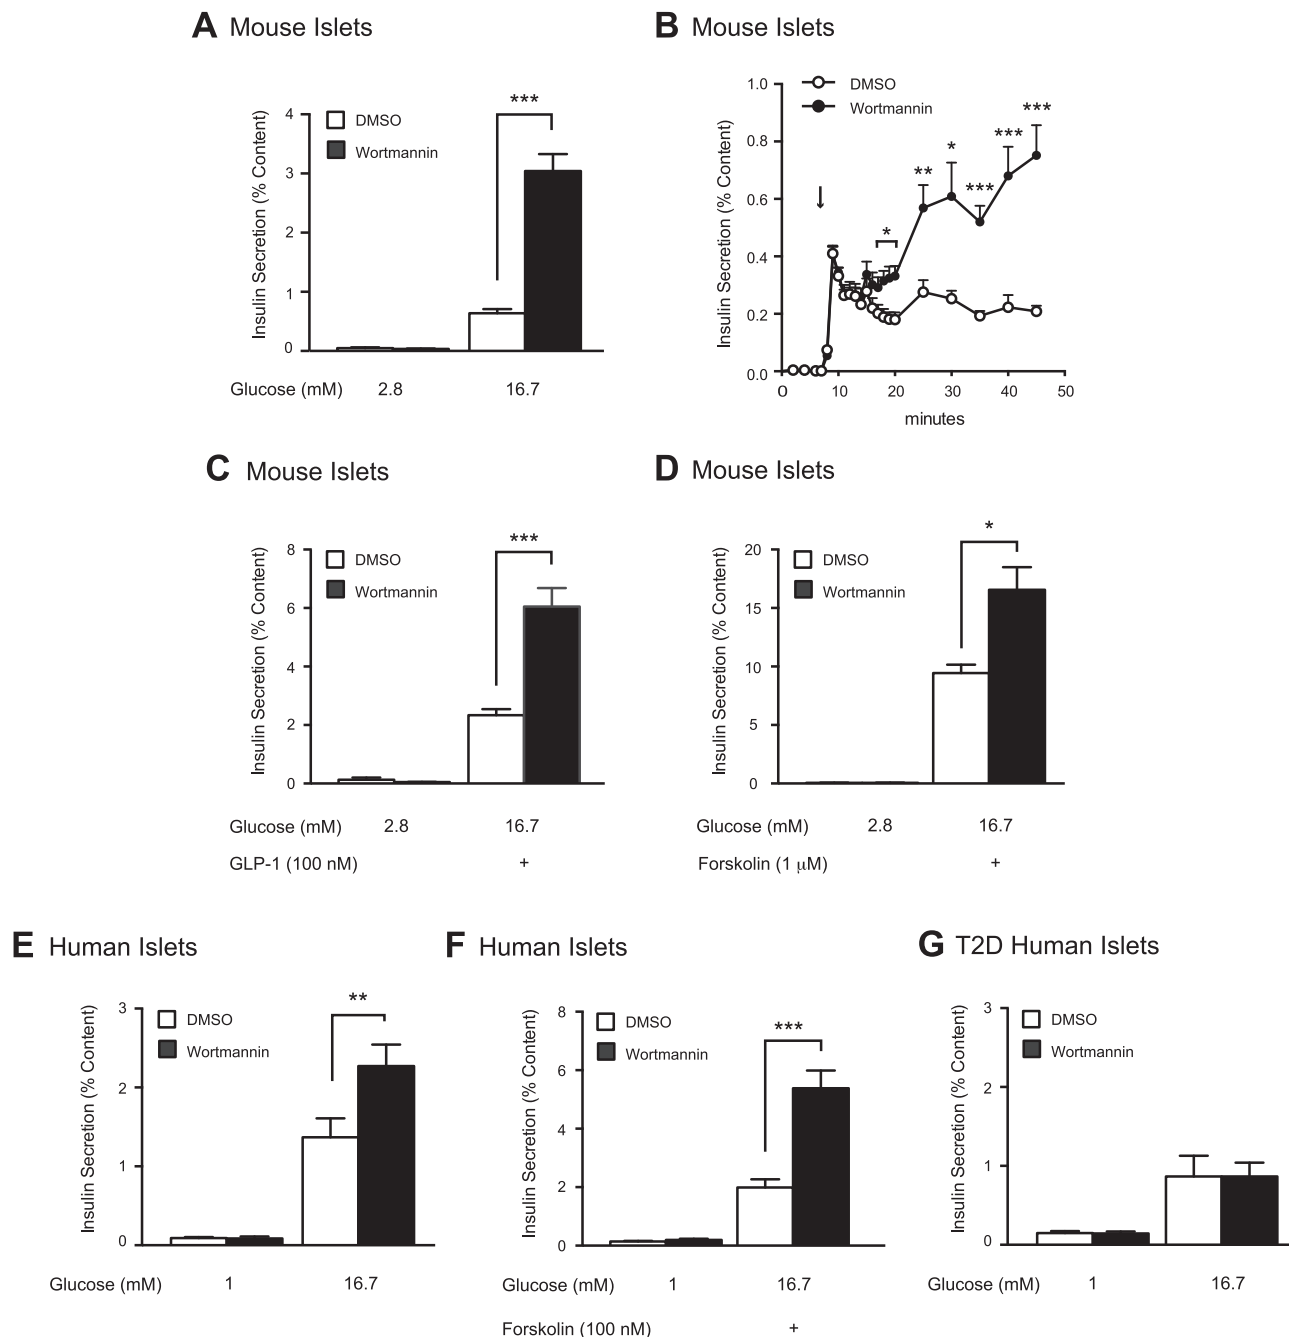 A Mouse Islets
Insulin Secretion (% Content)
4
3
2
1
0
DMSO
Wortmannin
***
Glucose (mM) 2.8 16.7
B Mouse Islets
Insulin Secretion (% Content)
1.0
0.8
0.6
0.4
0.2
0.0
DMSO
Wortmannin
↓
*
**
*
***
***
***
0 10 20 30 40 50
minutes
C Mouse Islets
Insulin Secretion (% Content)
8
6
4
2
0
DMSO
Wortmannin
***
Glucose (mM) 2.8 16.7
GLP-1 (100 nM) +
D Mouse Islets
Insulin Secretion (% Content)
20
15
10
5
0
DMSO
Wortmannin
*
Glucose (mM) 2.8 16.7
Forskolin (1 μM) +
E Human Islets
Insulin Secretion (% Content)
3
2
1
0
DMSO
Wortmannin
**
Glucose (mM) 1 16.7
F Human Islets
Insulin Secretion (% Content)
8
6
4
2
0
DMSO
Wortmannin
***
Glucose (mM) 1 16.7
Forskolin (100 nM) +
G T2D Human Islets
Insulin Secretion (% Content)
3
2
1
0
DMSO
Wortmannin
Glucose (mM) 1 16.7